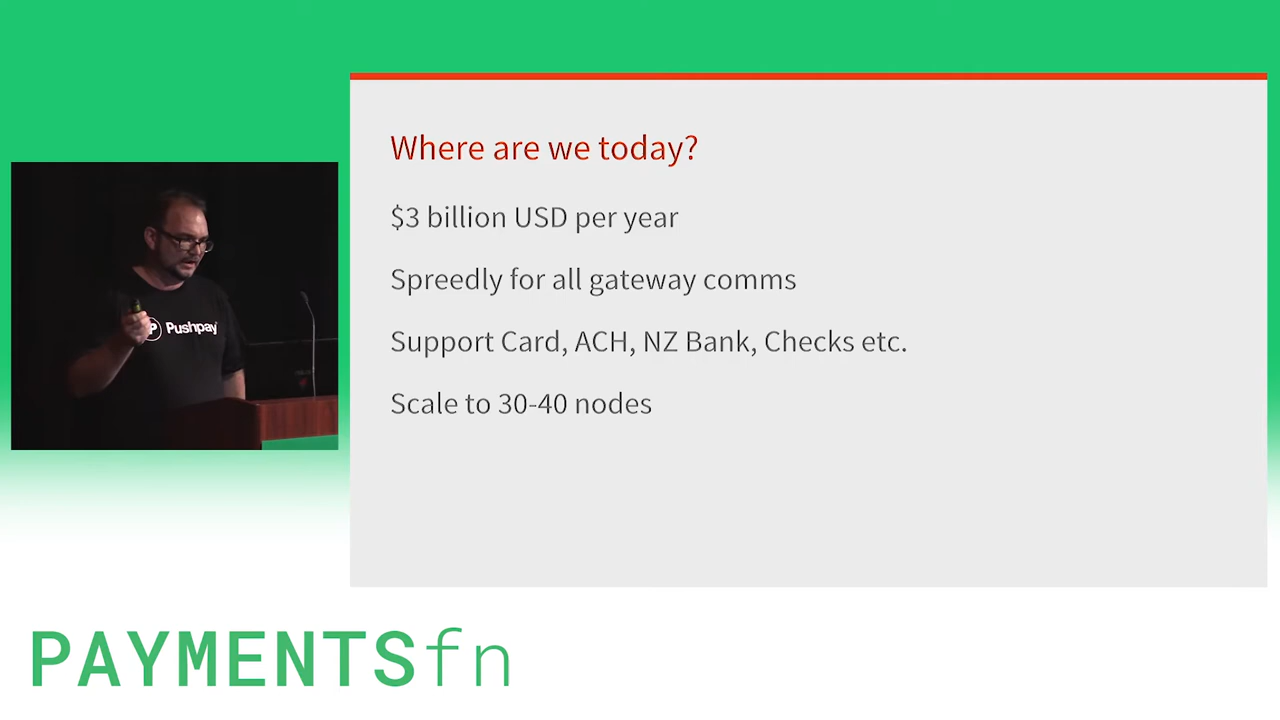 Where are we today?
$3 billion USD per year
Spreedly for all gateway comms
Support Card, ACH, NZ Bank, Checks etc.
Scale to 30-40 nodes
P Pushpay
PAYMENTSfn